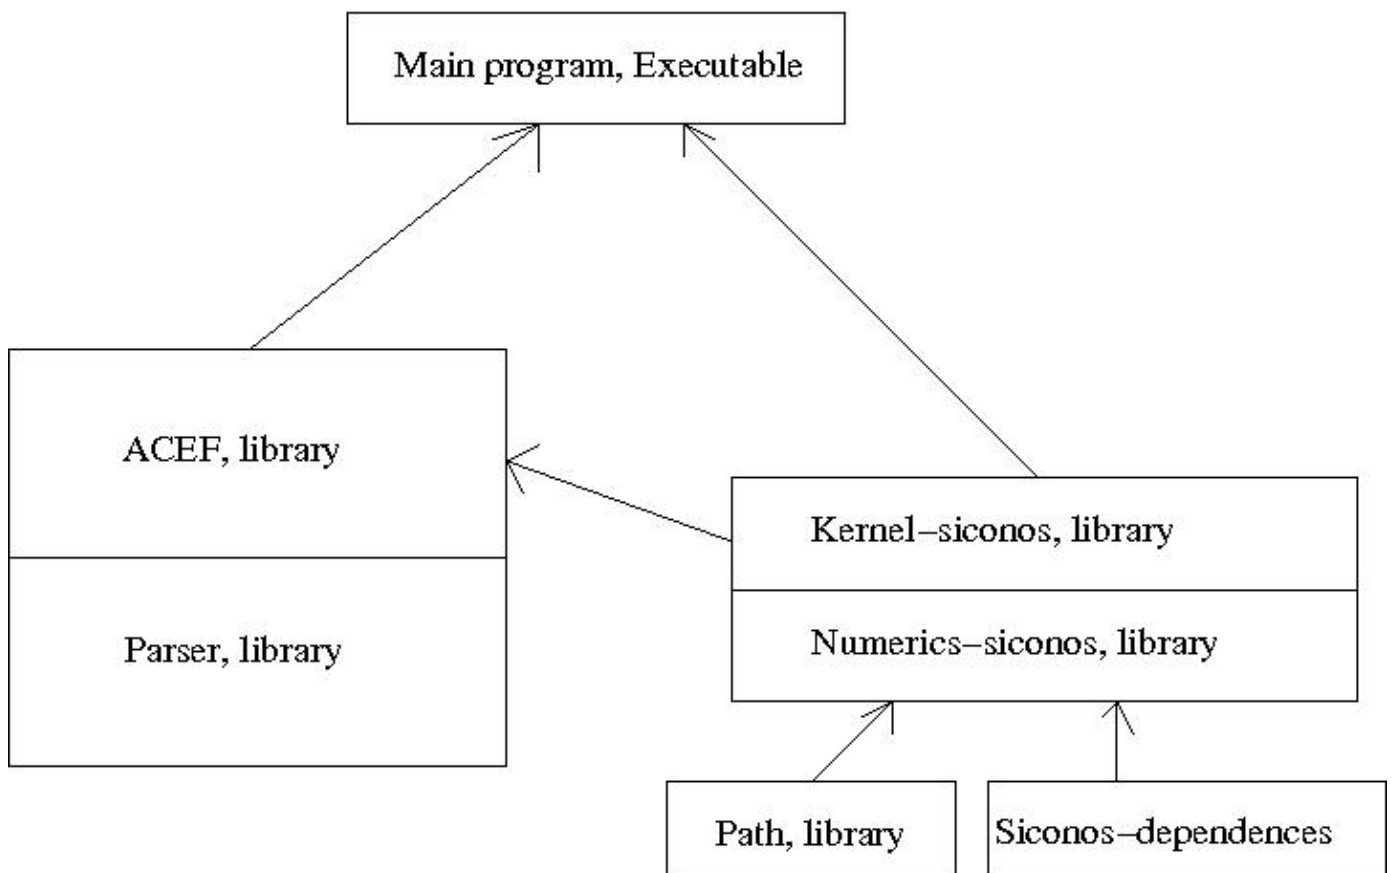 Main program, Executable
ACEF, library
Kernel−siconos, library
Parser, library
Numerics−siconos, library
Path, library
Siconos−dependences